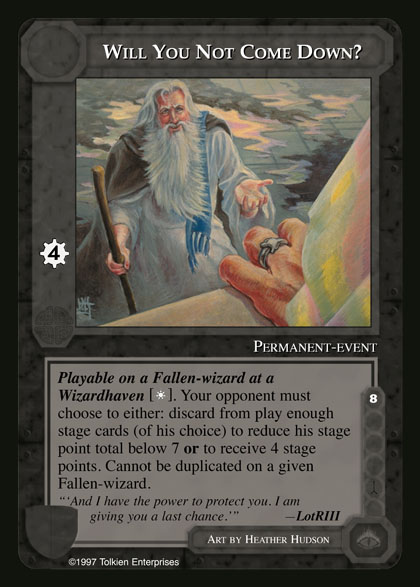 Will You Not Come Down?
4
Permanent-event
Playable on a Fallen-wizard at a
Wizardhaven [☼]. Your opponent must
choose to either: discard from play enough
stage cards (of his choice) to reduce his stage
point total below 7 or to receive 4 stage
points. Cannot be duplicated on a given
Fallen-wizard.
8
“‘And I have the power to protect you. I am
giving you a last chance.’” —LotRIII
Art by Heather Hudson
©1997 Tolkien Enterprises